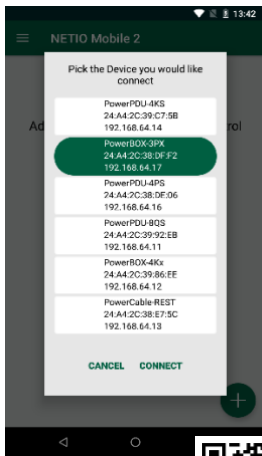 13:42
NETIO Mobile 2
Pick the Device you would like
connect
Ad
rol
PowerPDU-4KS
24:A4:2C:39:C7:5B
192.168.64.14
PowerBOX-3PX
24:A4:2C:38:DF:F2
192.168.64.17
PowerPDU-4PS
24:A4:2C:38:DE:06
192.168.64.16
PowerPDU-8QS
24:A4:2C:39:92:EB
192.168.64.11
PowerBOX-4Kx
24:A4:2C:39:86:EE
192.168.64.12
PowerCable-REST
24:A4:2C:38:E7:5C
192.168.64.13
CANCEL CONNECT